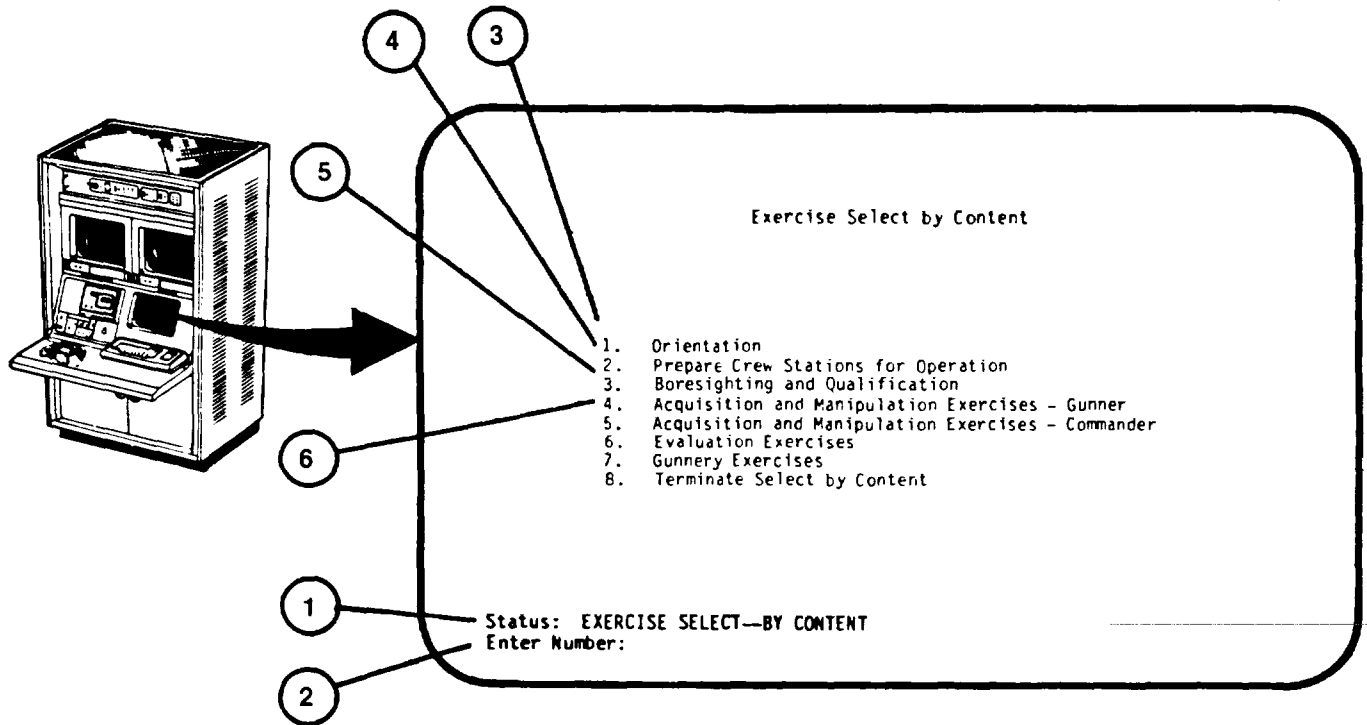 4
3
5
Exercise Select by Content
1. Orientation
2. Prepare Crew Stations for Operation
3. Boresighting and Qualification
4. Acquisition and Manipulation Exercises - Gunner
5. Acquisition and Manipulation Exercises - Commander
6. Evaluation Exercises
7. Gunnery Exercises
8. Terminate Select by Content
6
1
Status: EXERCISE SELECT—BY CONTENT
Enter Number:
2